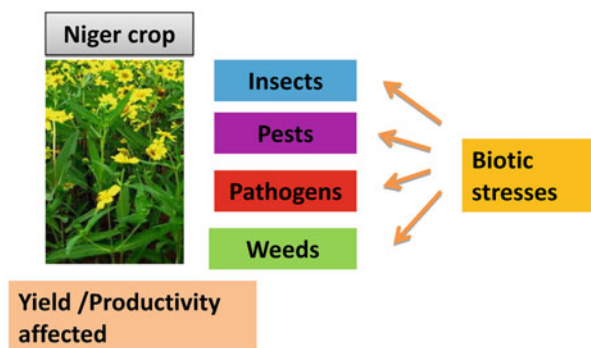 Niger crop
Insects
Pests
Pathogens
Weeds
Biotic
stresses
Yield /Productivity
affected